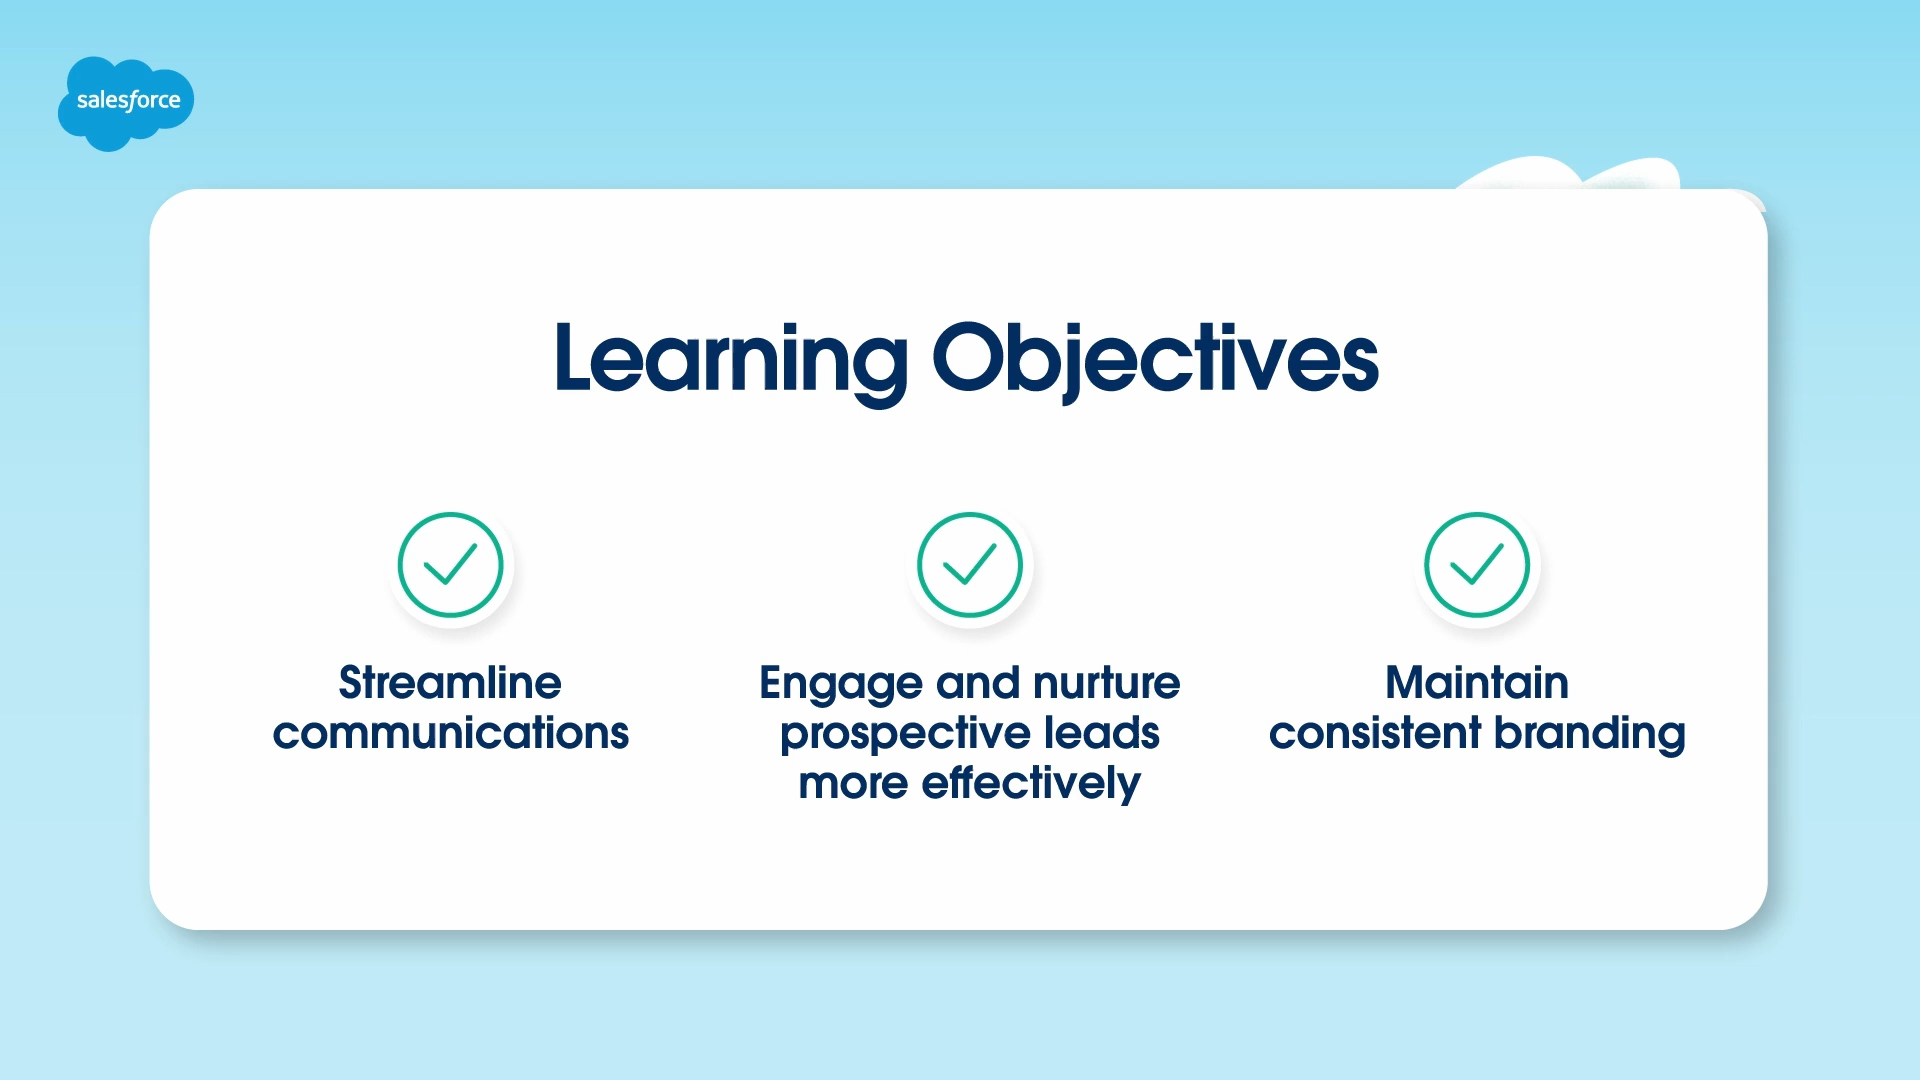 salesforce
Learning Objectives
Streamline
communications
Engage and nurture
prospective leads
more effectively
Maintain
consistent branding